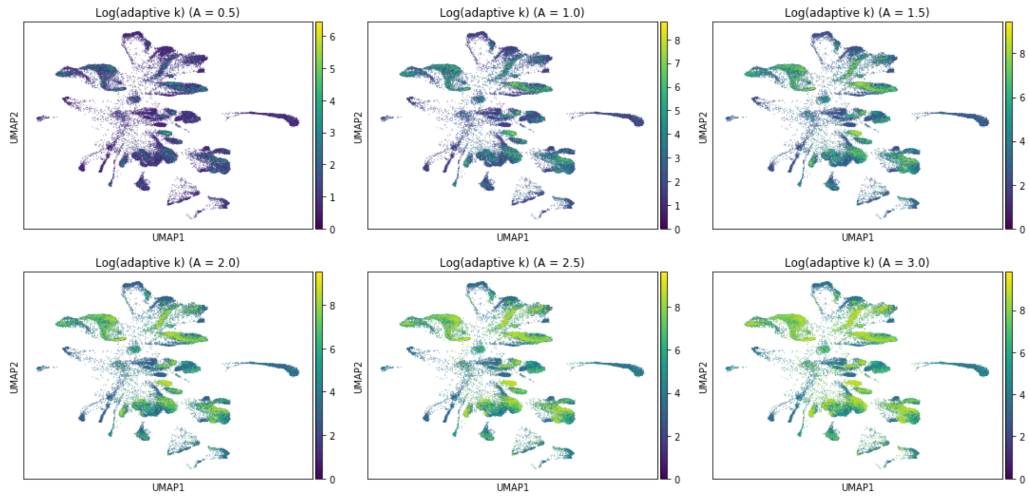 Log(adaptive k) (A = 0.5)
6
5
4
3
2
1
0
UMAP2
UMAP1
Log(adaptive k) (A = 1.0)
8
7
6
5
4
3
2
1
0
UMAP2
UMAP1
Log(adaptive k) (A = 1.5)
8
6
4
2
0
UMAP2
UMAP1
Log(adaptive k) (A = 2.0)
8
6
4
2
0
UMAP2
UMAP1
Log(adaptive k) (A = 2.5)
8
6
4
2
0
UMAP2
UMAP1
Log(adaptive k) (A = 3.0)
8
6
4
2
0
UMAP2
UMAP1